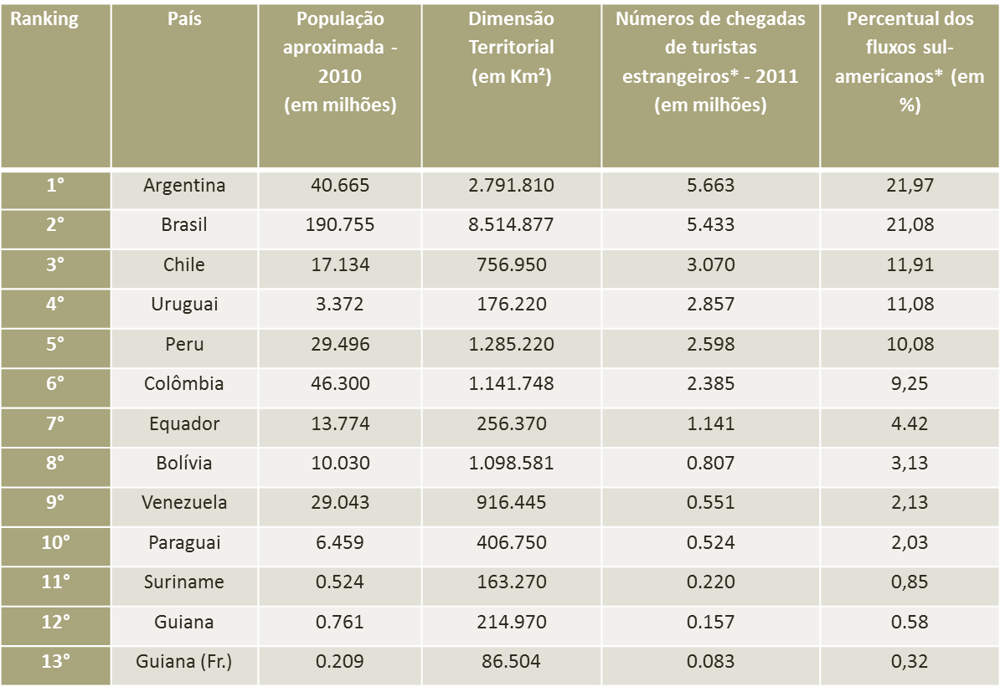 Ranking País População aproximada - 2010 (em milhões) Dimensão Territorial (em Km²) Números de chegadas de turistas estrangeiros* - 2011 (em milhões) Percentual dos fluxos sul-americanos* (em %)
1° Argentina 40.665 2.791.810 5.663 21,97
2° Brasil 190.755 8.514.877 5.433 21,08
3° Chile 17.134 756.950 3.070 11,91
4° Uruguai 3.372 176.220 2.857 11,08
5° Peru 29.496 1.285.220 2.598 10,08
6° Colômbia 46.300 1.141.748 2.385 9,25
7° Equador 13.774 256.370 1.141 4.42
8° Bolívia 10.030 1.098.581 0.807 3,13
9° Venezuela 29.043 916.445 0.551 2,13
10° Paraguai 6.459 406.750 0.524 2,03
11° Suriname 0.524 163.270 0.220 0,85
12° Guiana 0.761 214.970 0.157 0.58
13° Guiana (Fr.) 0.209 86.504 0.083 0,32